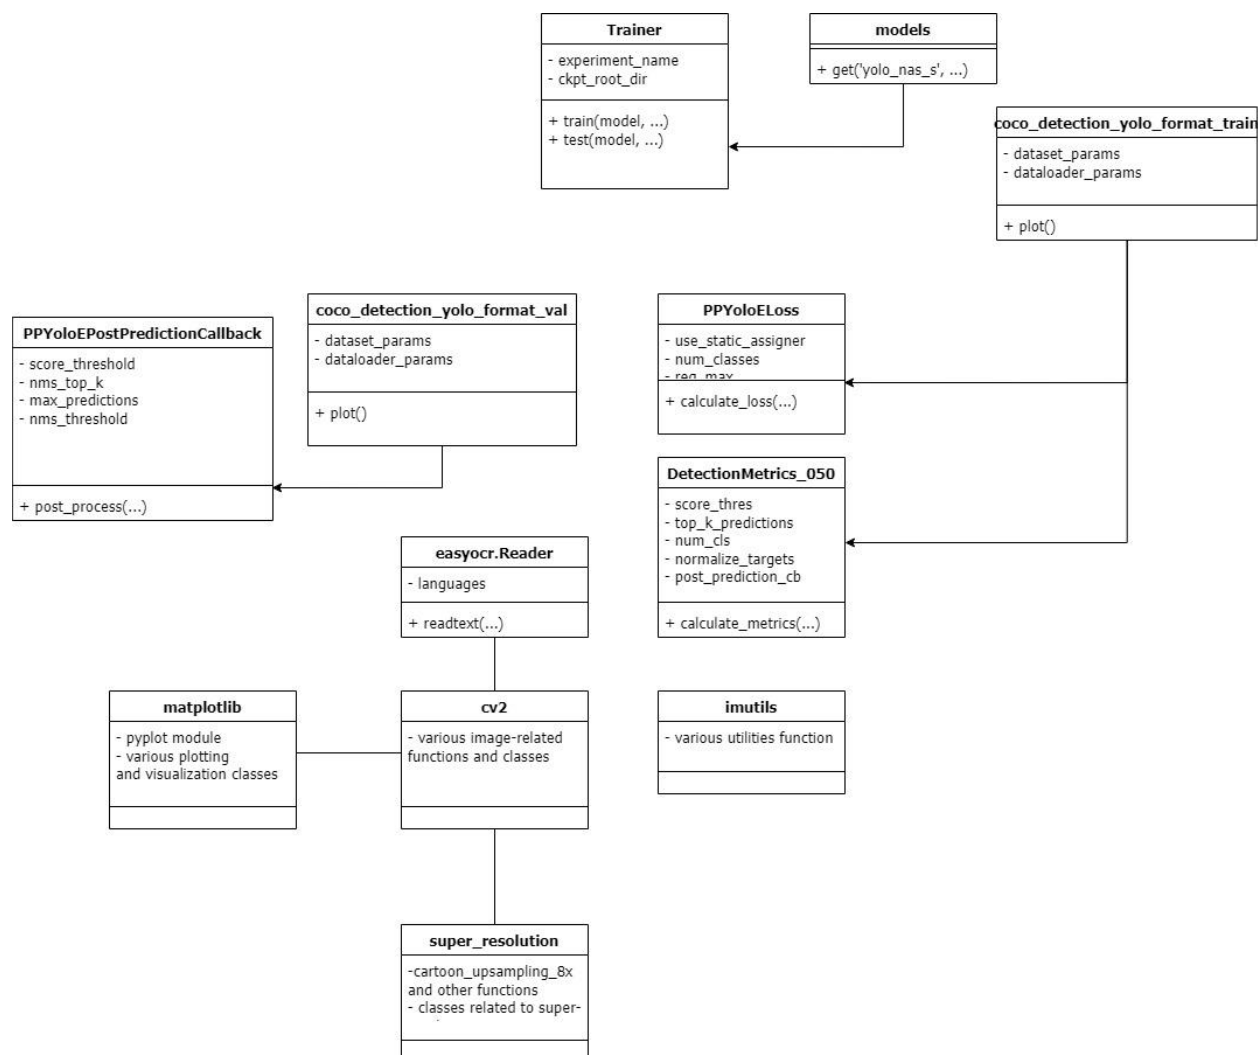 Trainer
- experiment_name
- ckpt_root_dir
+ train(model, ...)
+ test(model, ...)
models
+ get('yolo_nas_s', ...)
coco_detection_yolo_format_train
- dataset_params
- dataloader_params
+ plot()
PPYoloEPostPredictionCallback
- score_threshold
- nms_top_k
- max_predictions
- nms_threshold
+ post_process(...)
coco_detection_yolo_format_val
- dataset_params
- dataloader_params
+ plot()
PPYoloELoss
- use_static_assigner
- num_classes
- reg_max
+ calculate_loss(...)
DetectionMetrics_050
- score_thres
- top_k_predictions
- num_cls
- normalize_targets
- post_prediction_cb
+ calculate_metrics(...)
easyocr.Reader
- languages
+ readtext(...)
matplotlib
- pyplot module
- various plotting
and visualization classes
cv2
- various image-related
functions and classes
imutils
- various utilities function
super_resolution
-cartoon_upsampling_8x
and other functions
- classes related to super-